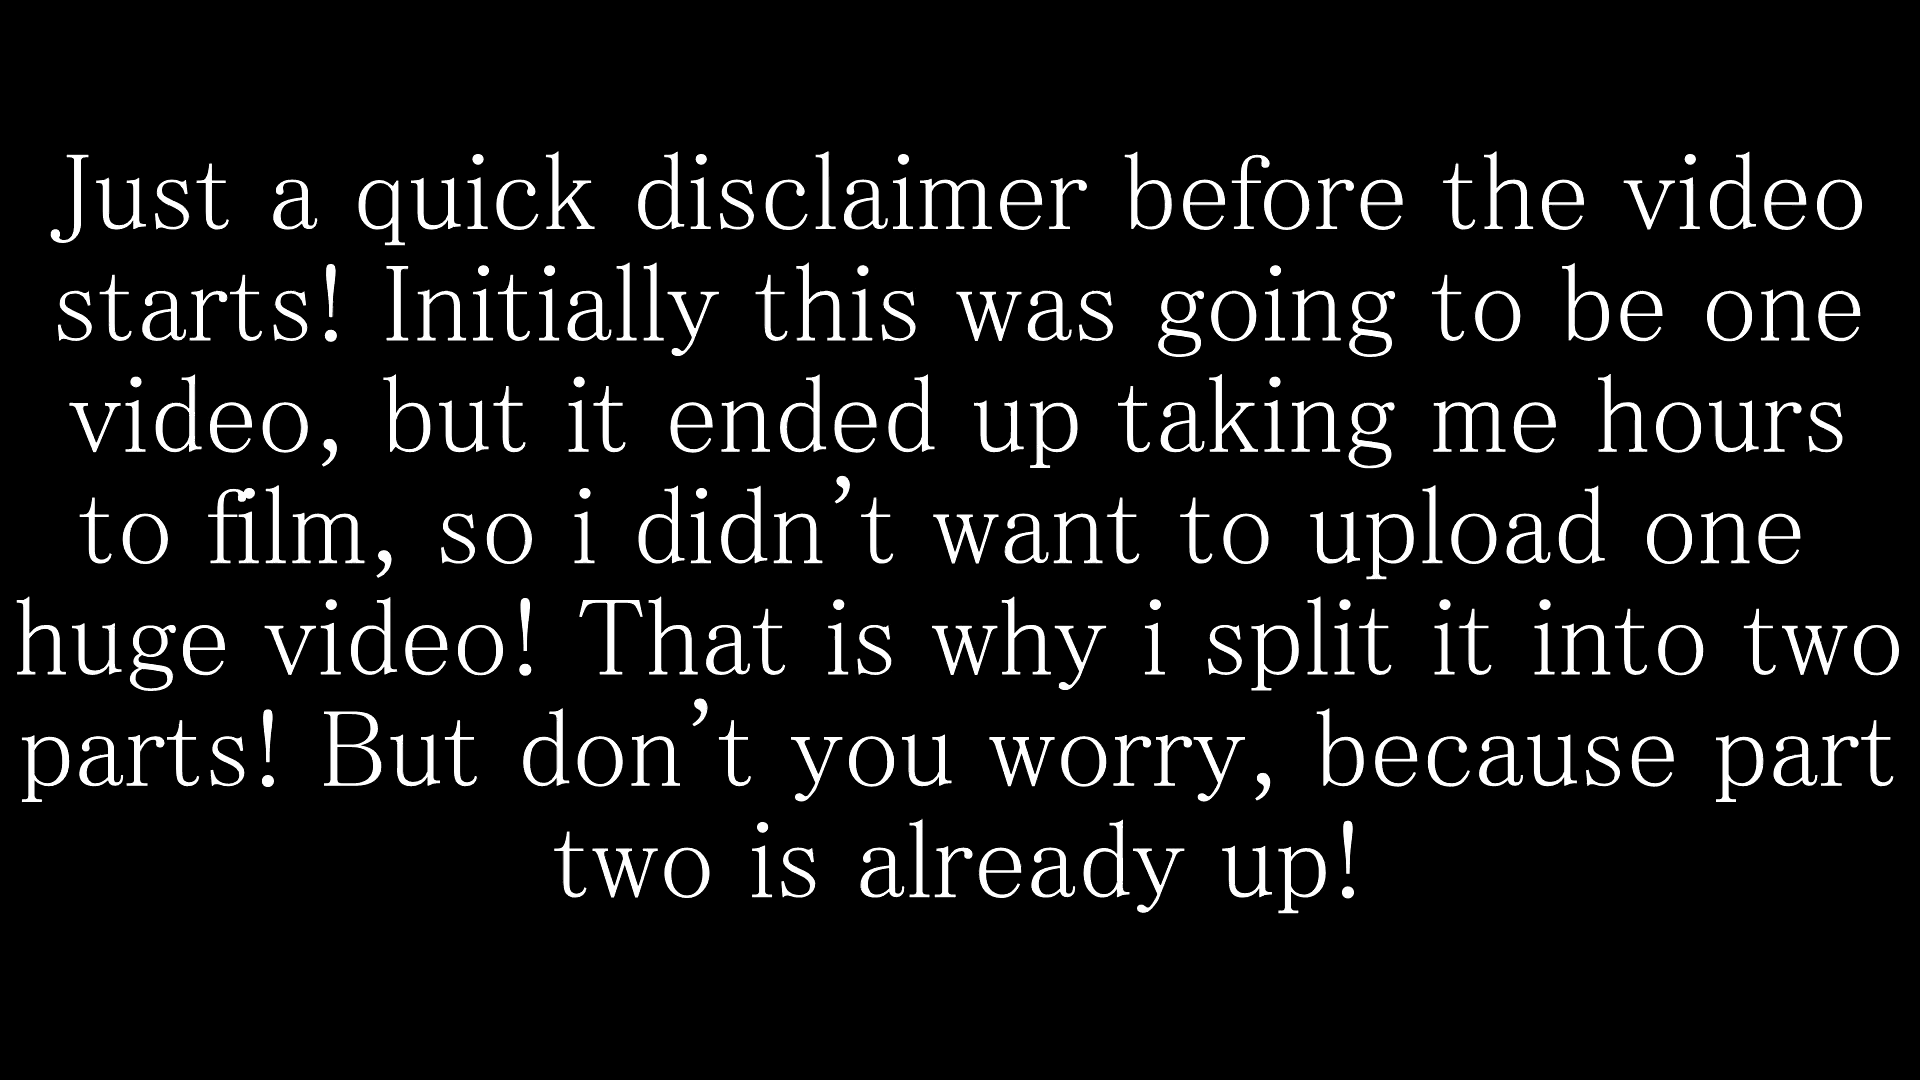 Just a quick disclaimer before the video
starts! Initially this was going to be one
video, but it ended up taking me hours
to film, so i didn’t want to upload one
huge video! That is why i split it into two
parts! But don’t you worry, because part
two is already up!